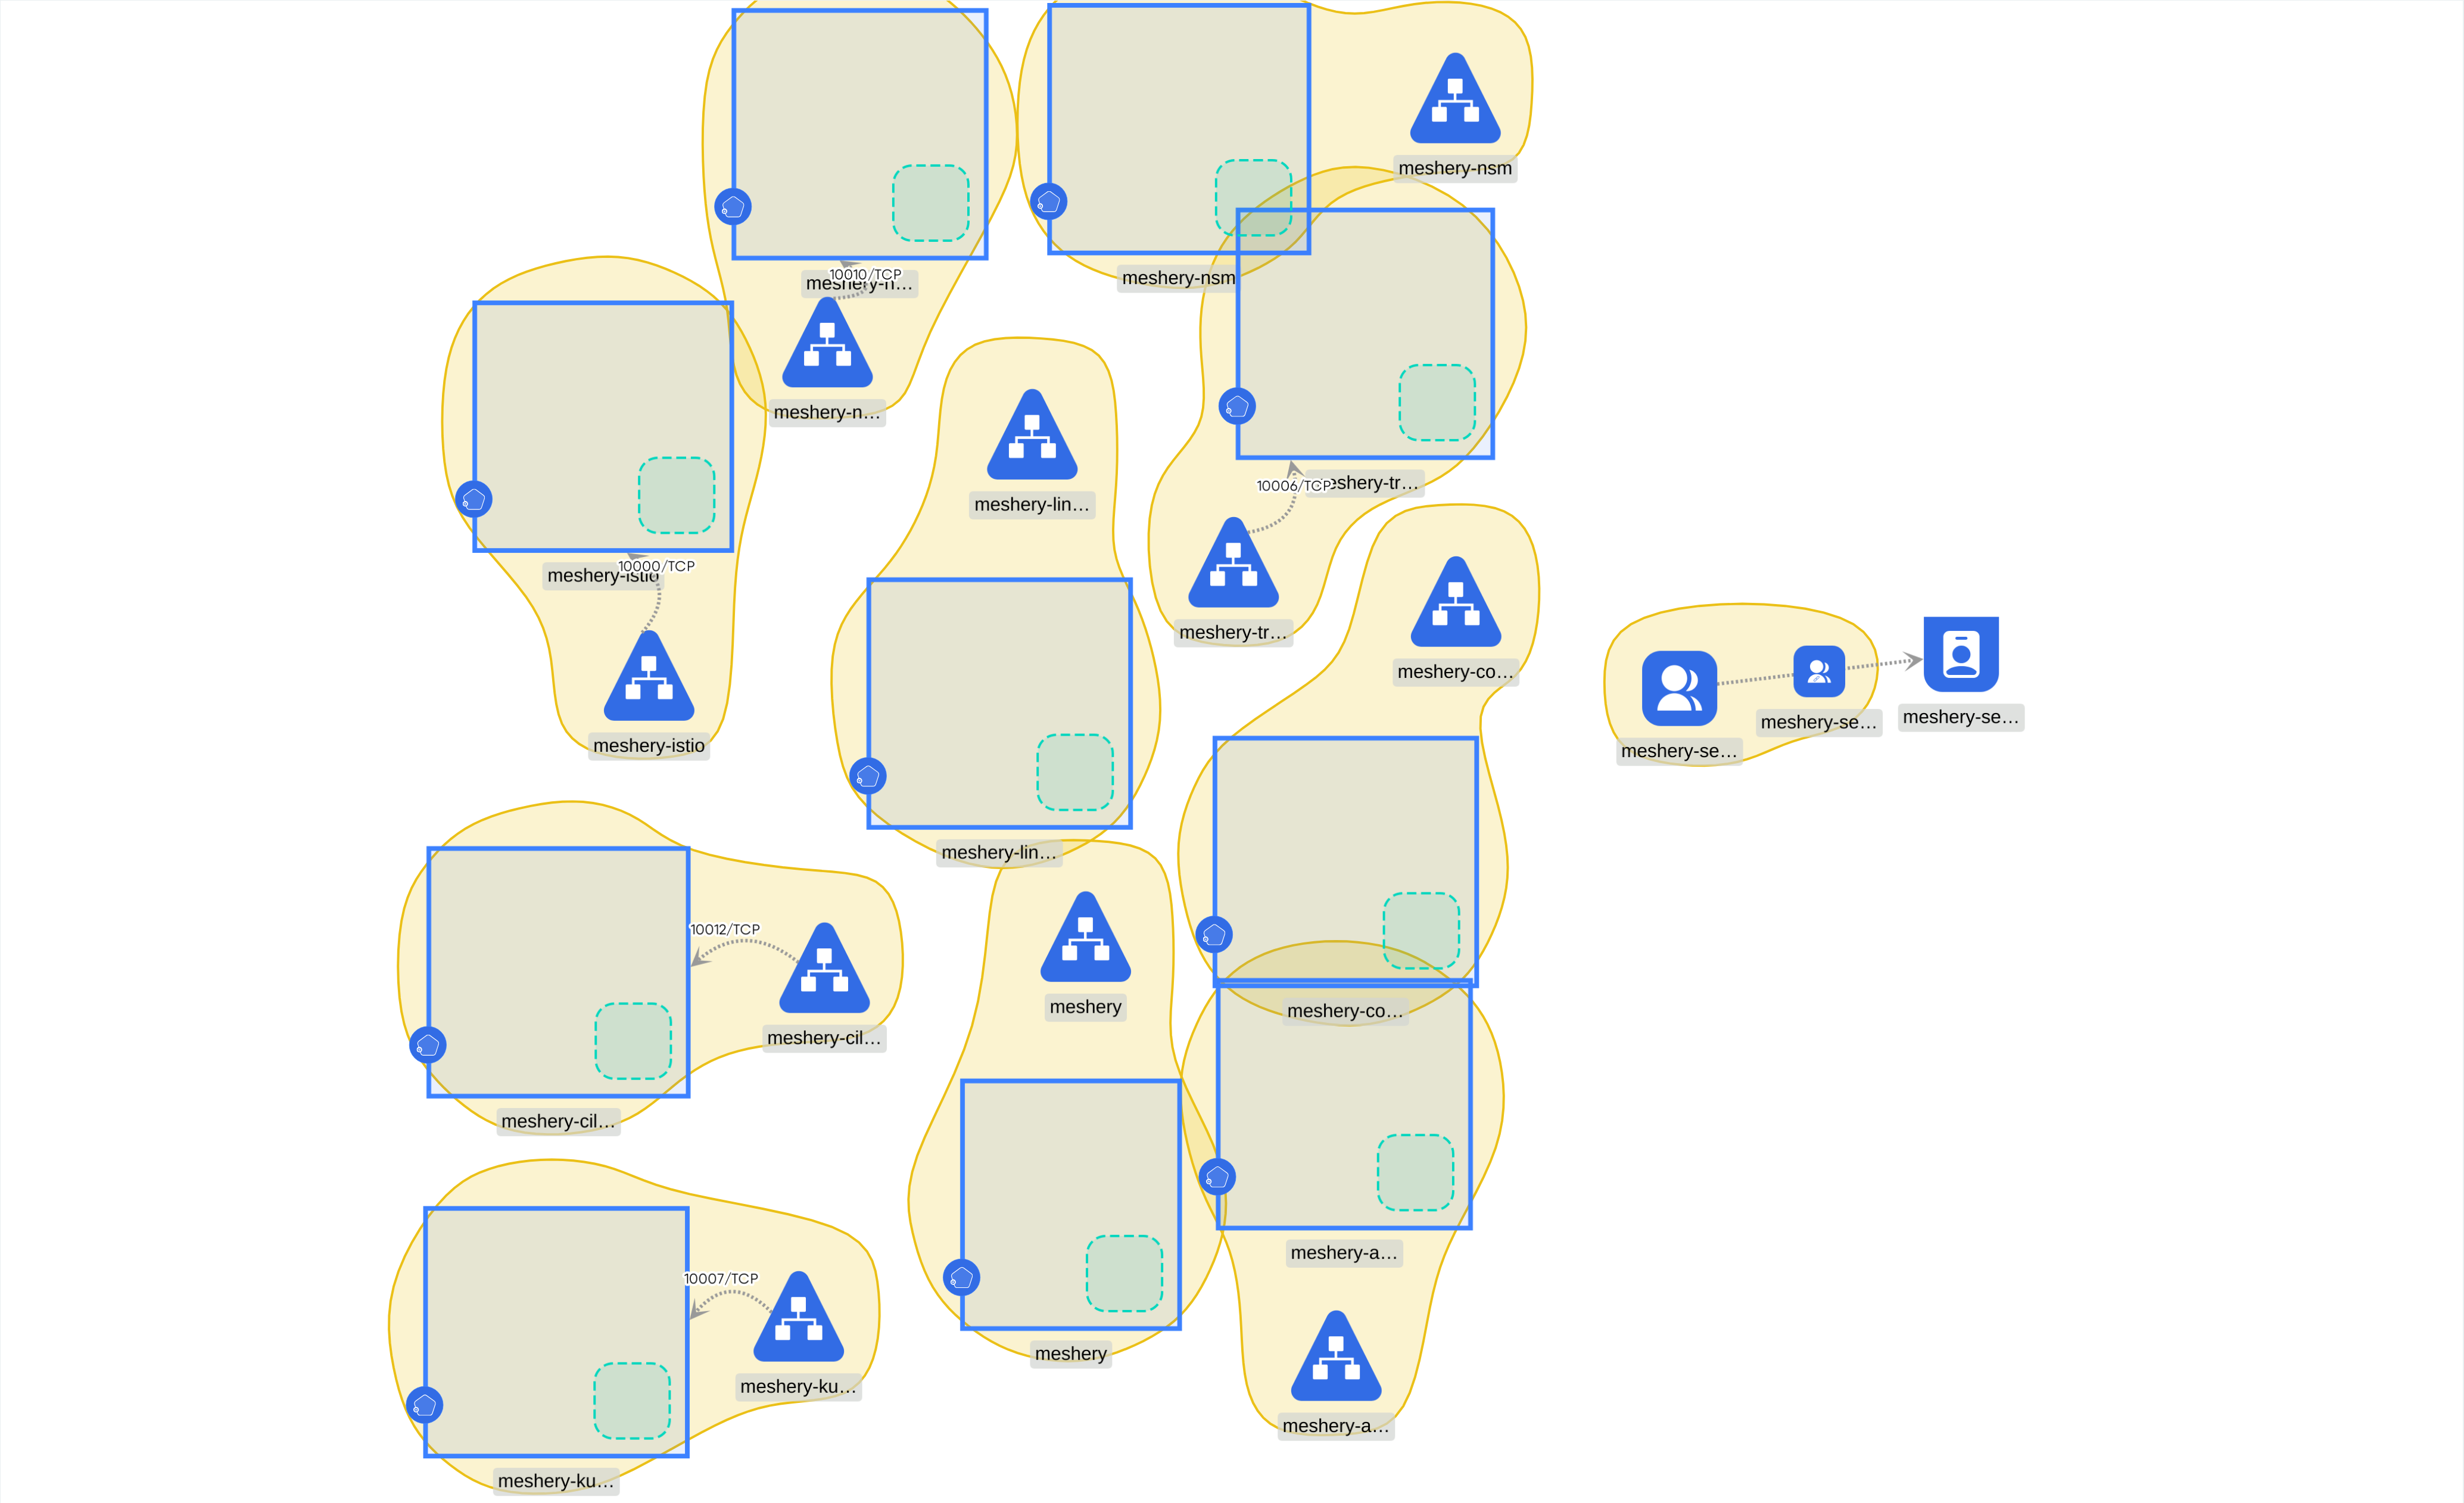 meshery-nsm
10010/TCP
meshery-n…
meshery-nsm
meshery-n…
meshery-lin…
10006/TCP
meshery-tr…
10000/TCP
meshery-istio
meshery-tr…
meshery-co…
meshery-istio
meshery-se…
meshery-se…
meshery-se…
meshery-lin…
10012/TCP
meshery
meshery-co…
meshery-cil…
meshery-cil…
meshery-a…
10007/TCP
meshery
meshery-ku…
meshery-a…
meshery-ku…